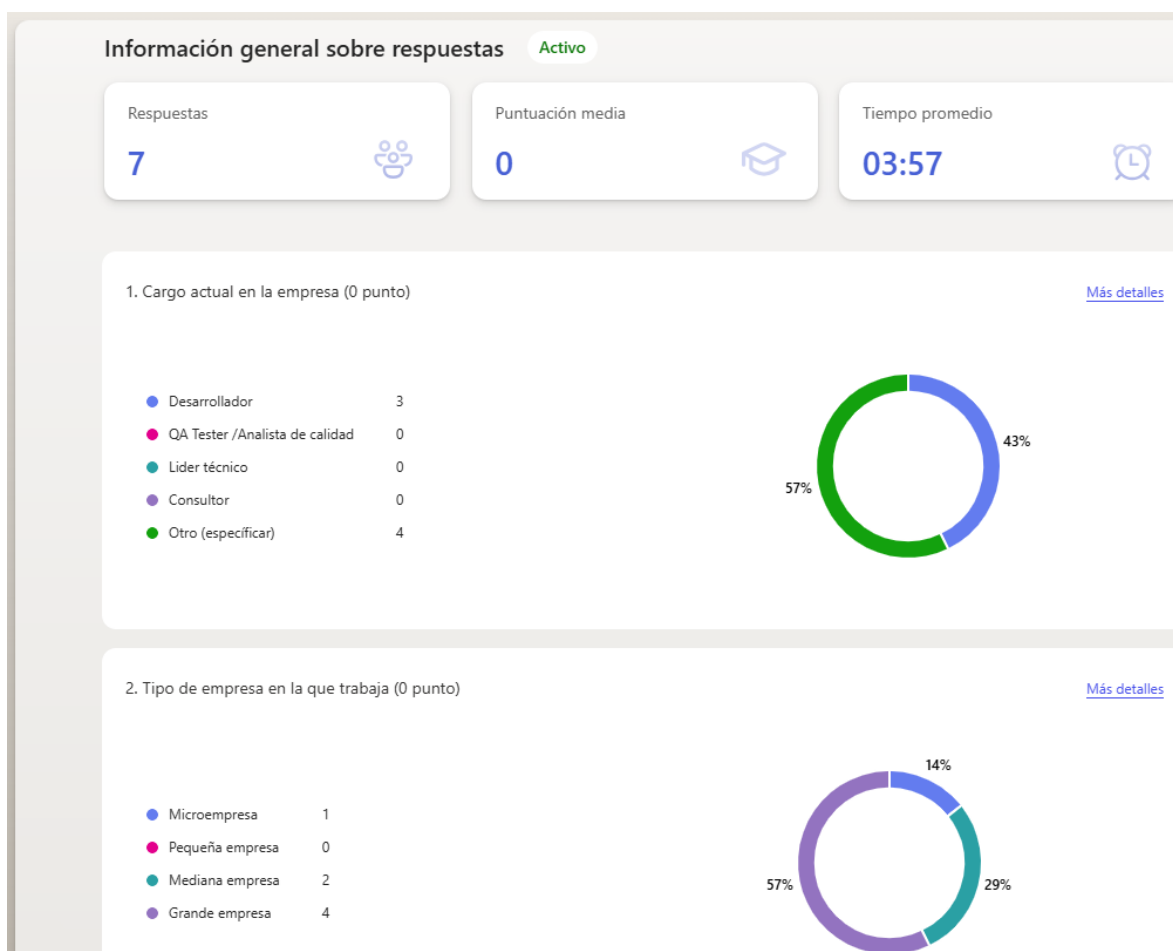 Información general sobre respuestas Activo
Respuestas
7
Puntuación media
0
Tiempo promedio
03:57
1. Cargo actual en la empresa (0 punto) Más detalles
Desarrollador 3
QA Tester /Analista de calidad 0
Lider técnico 0
Consultor 0
Otro (específicar) 4
43%
57%
2. Tipo de empresa en la que trabaja (0 punto) Más detalles
Microempresa 1
Pequeña empresa 0
Mediana empresa 2
Grande empresa 4
14%
57% 29%